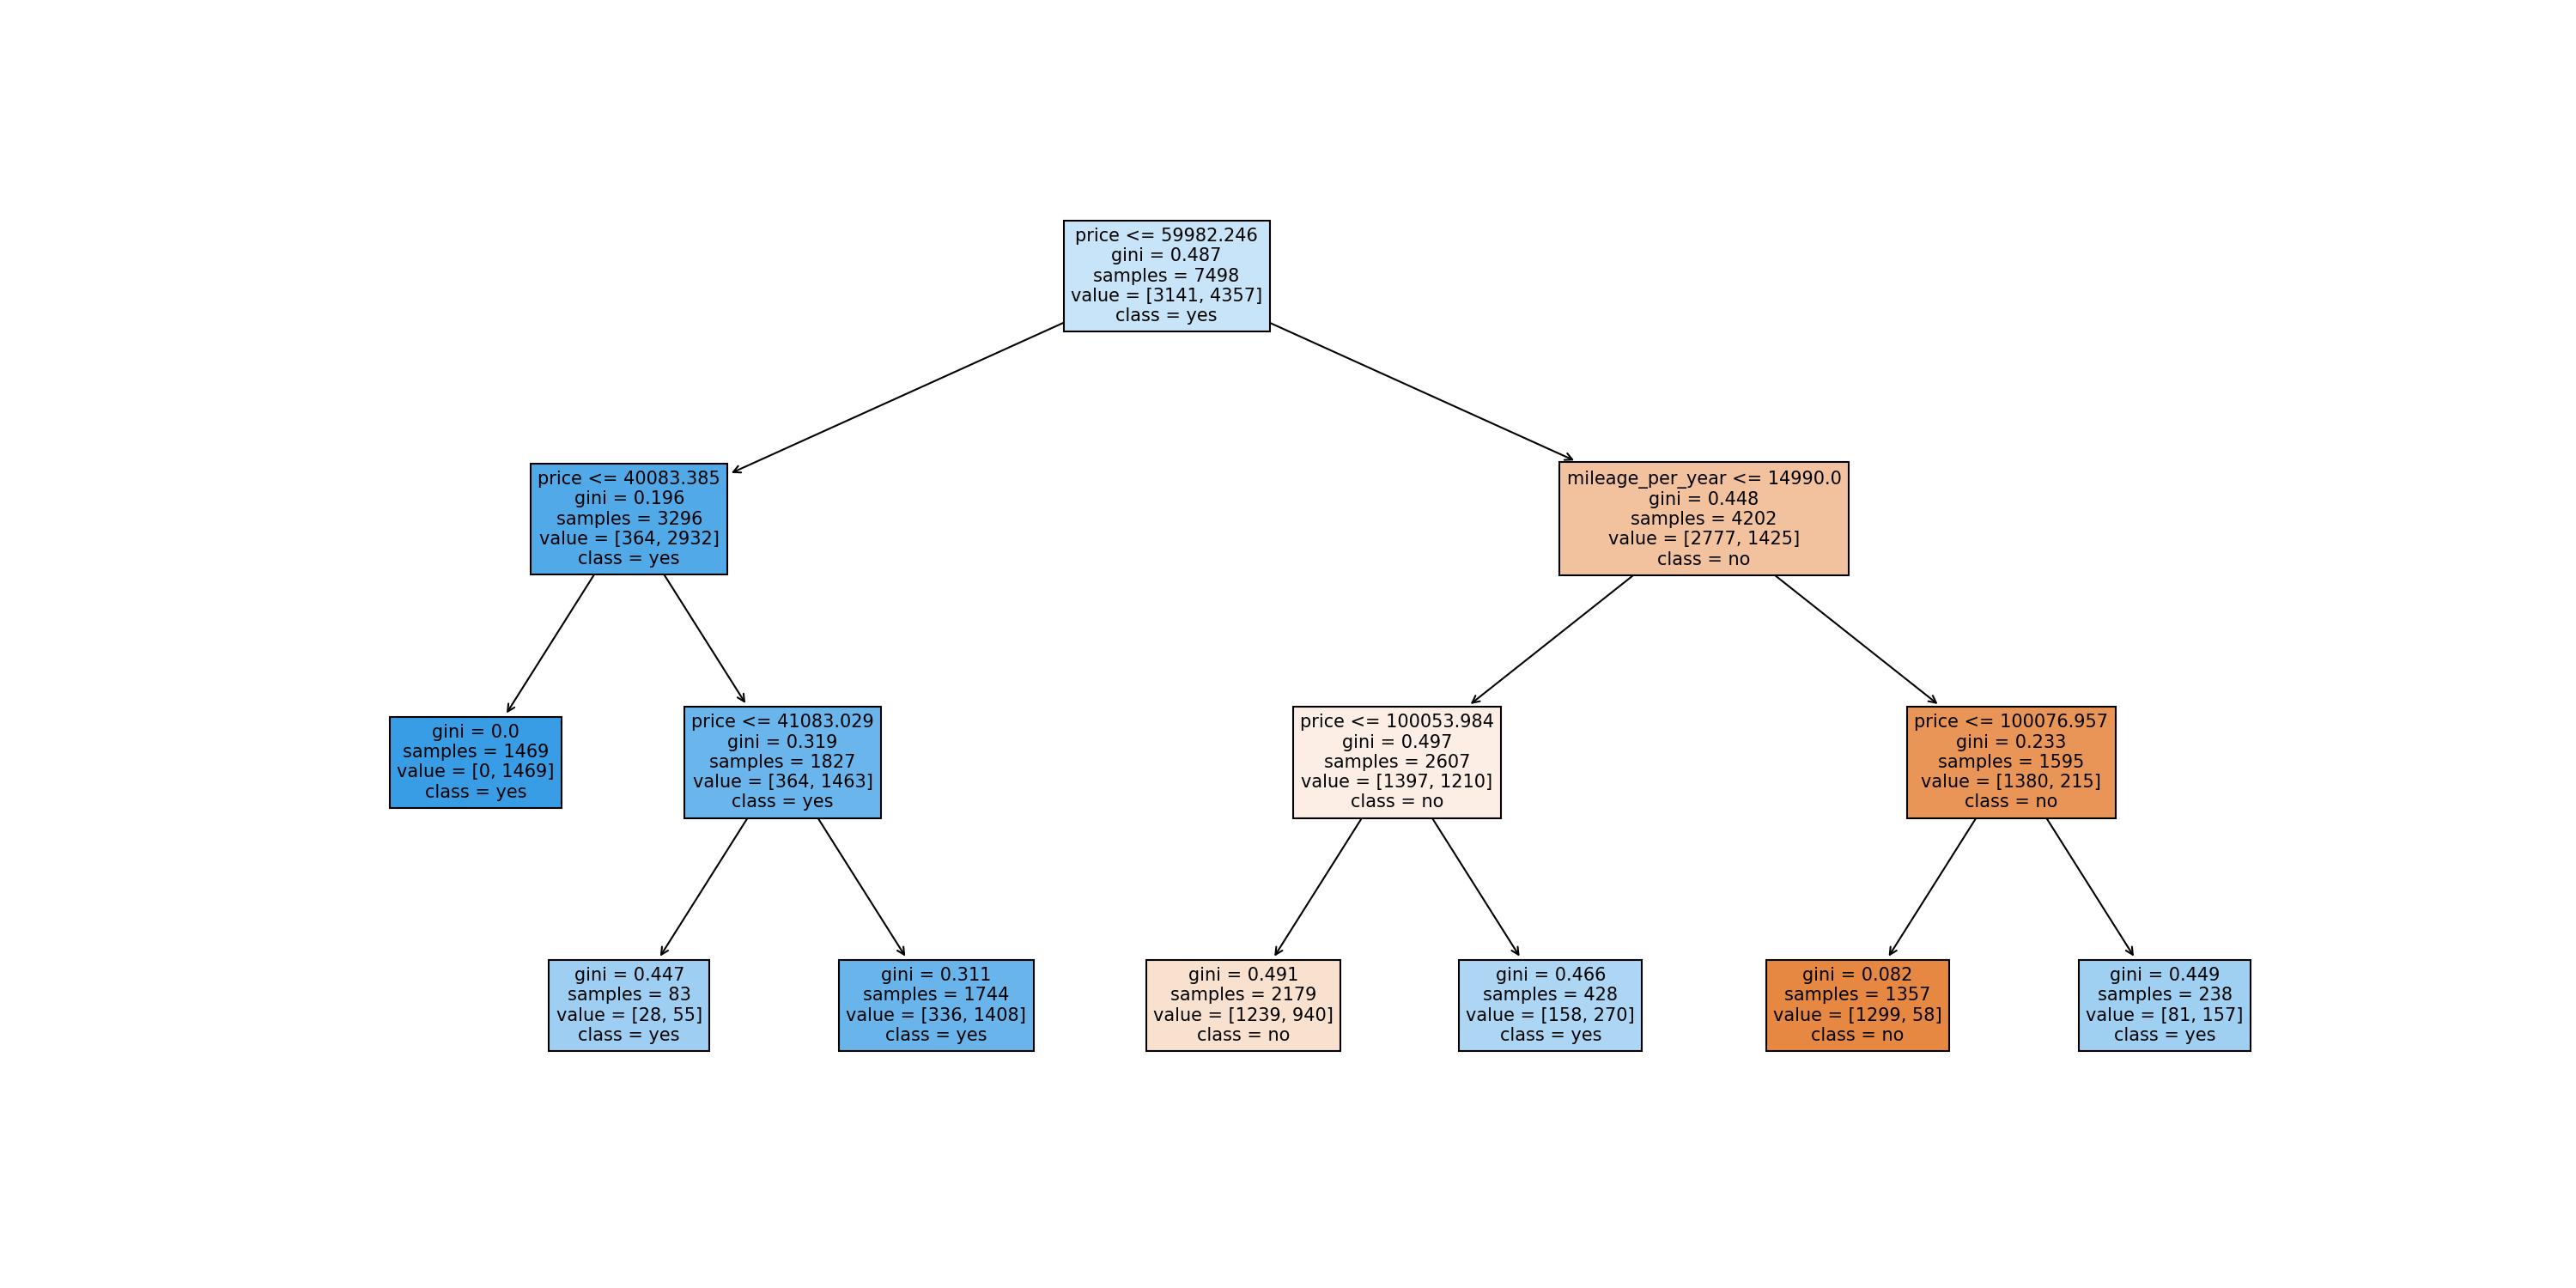 price <= 59982.246
gini = 0.487
samples = 7498
value = [3141, 4357]
class = yes
price <= 40083.385
gini = 0.196
samples = 3296
value = [364, 2932]
class = yes
mileage_per_year <= 14990.0
gini = 0.448
samples = 4202
value = [2777, 1425]
class = no
gini = 0.0
samples = 1469
value = [0, 1469]
class = yes
price <= 41083.029
gini = 0.319
samples = 1827
value = [364, 1463]
class = yes
price <= 100053.984
gini = 0.497
samples = 2607
value = [1397, 1210]
class = no
price <= 100076.957
gini = 0.233
samples = 1595
value = [1380, 215]
class = no
gini = 0.447
samples = 83
value = [28, 55]
class = yes
gini = 0.311
samples = 1744
value = [336, 1408]
class = yes
gini = 0.491
samples = 2179
value = [1239, 940]
class = no
gini = 0.466
samples = 428
value = [158, 270]
class = yes
gini = 0.082
samples = 1357
value = [1299, 58]
class = no
gini = 0.449
samples = 238
value = [81, 157]
class = yes